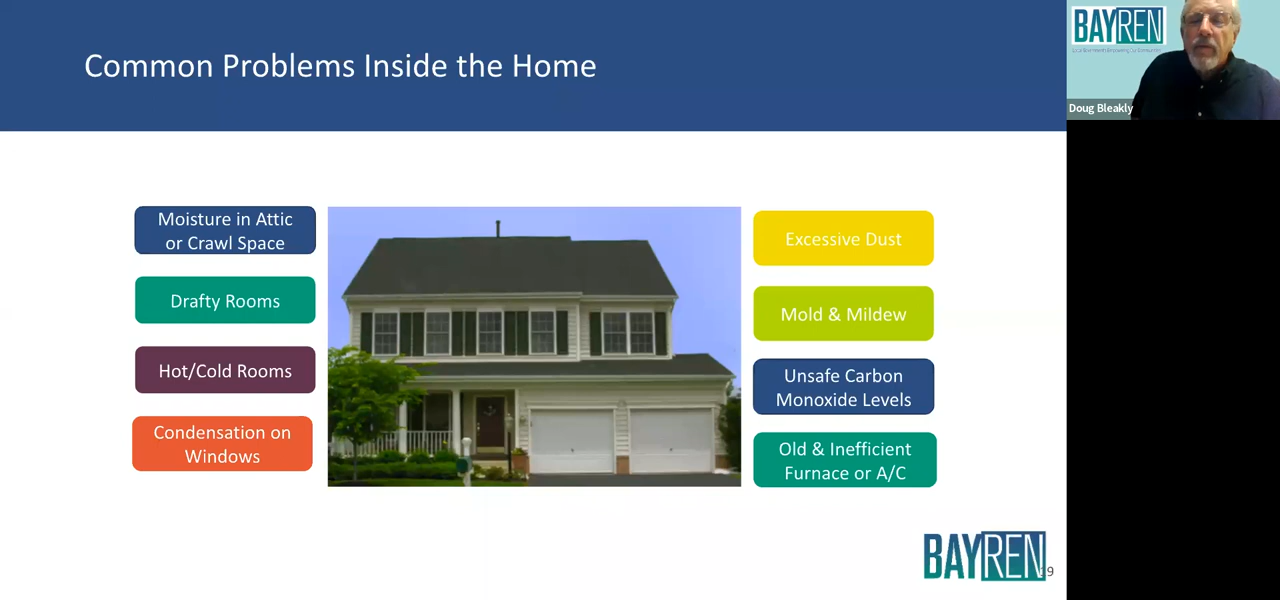 Common Problems Inside the Home
Moisture in Attic
or Crawl Space
Drafty Rooms
Hot/Cold Rooms
Condensation on
Windows
Excessive Dust
Mold & Mildew
Unsafe Carbon
Monoxide Levels
Old & Inefficient
Furnace or A/C
BAYREN
BAYREN
Doug Bleakly